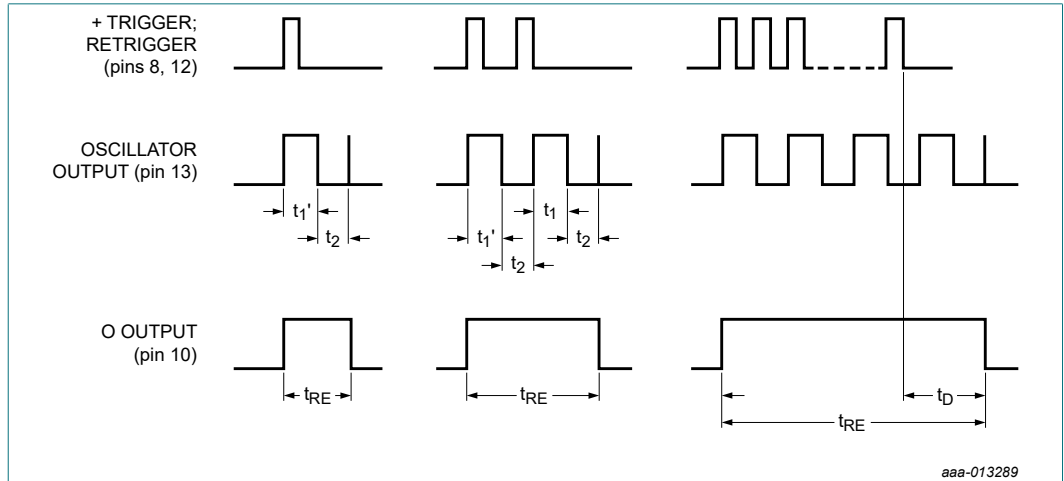 + TRIGGER;
RETRIGGER
(pins 8, 12)
OSCILLATOR
OUTPUT (pin 13)
t1'
t2
t1'
t2
t1
t2
O OUTPUT
(pin 10)
tRE
tRE
tD
tRE
aaa-013289